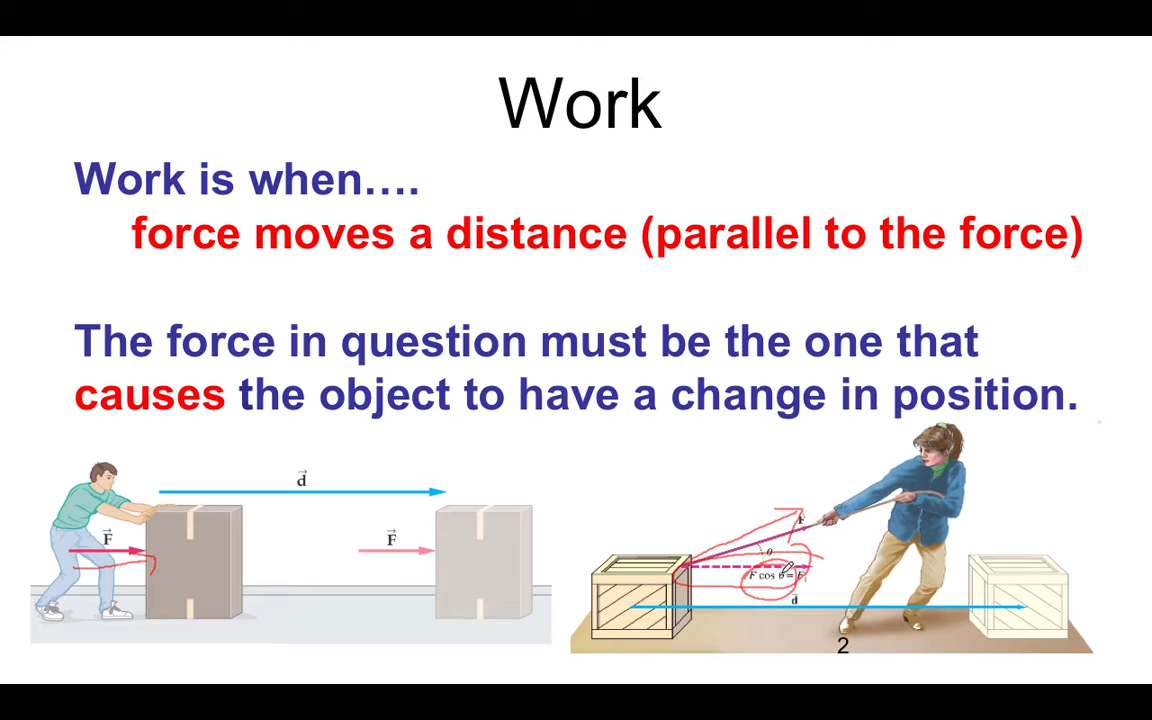 Work
Work is when….
force moves a distance (parallel to the force)
The force in question must be the one that
causes the object to have a change in position.
d
F
F
F
θ
F cos θ = F
d
2